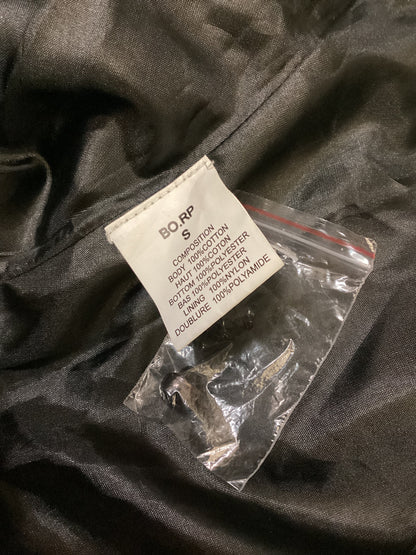 BO.RP
S
COMPOSITION
BODY 100%COTTON
HAUT 100%COTON
BOTTOM 100%POLYESTER
BAS 100%POLYESTER
LINING 100%NYLON
DOUBLURE 100%POLYAMIDE